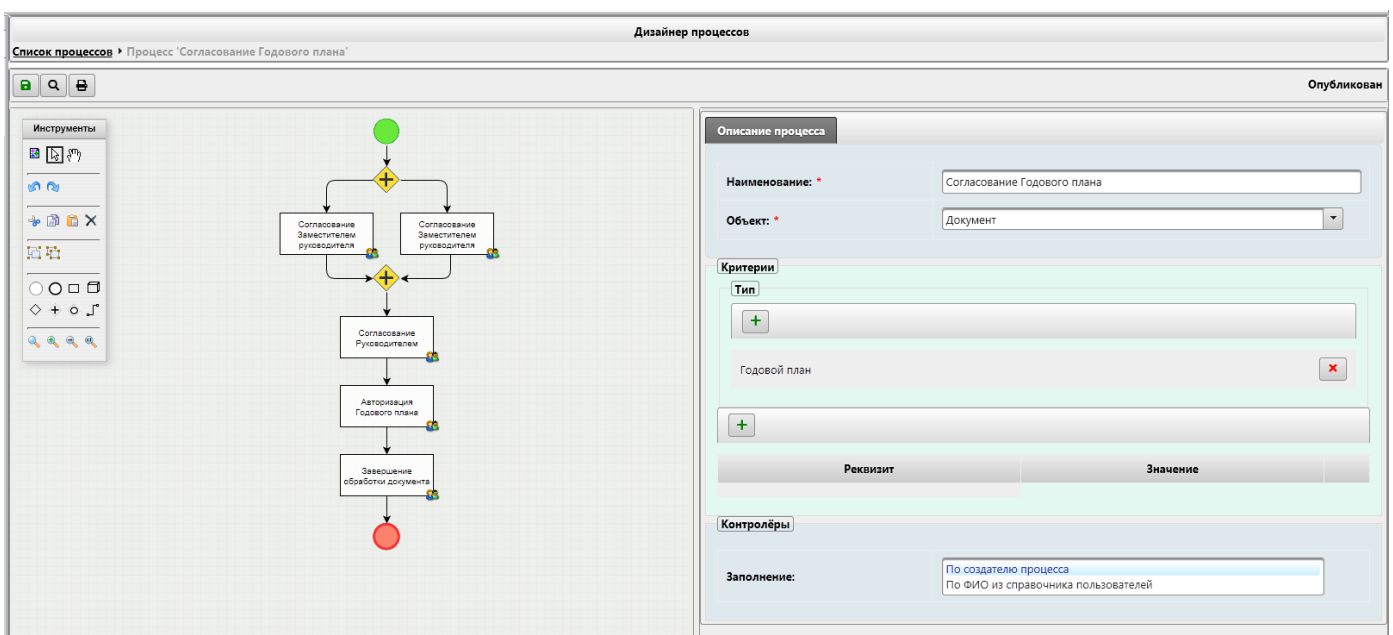 Дизайнер процессов
Список процессов Процесс 'Согласование Годового плана'
Опубликован
Инструменты
Согласование
Заместителем
руководителя
Согласование
Заместителем
руководителя
Согласование
Руководителем
Авторизация
Годового плана
Завершение
обработки документа
Описание процесса
Наименование: * Согласование Годового плана
Объект: * Документ
Критерии
Тип
Годовой план
Реквизит Значение
Контролёры
Заполнение: По создателю процесса
По ФИО из справочника пользователей